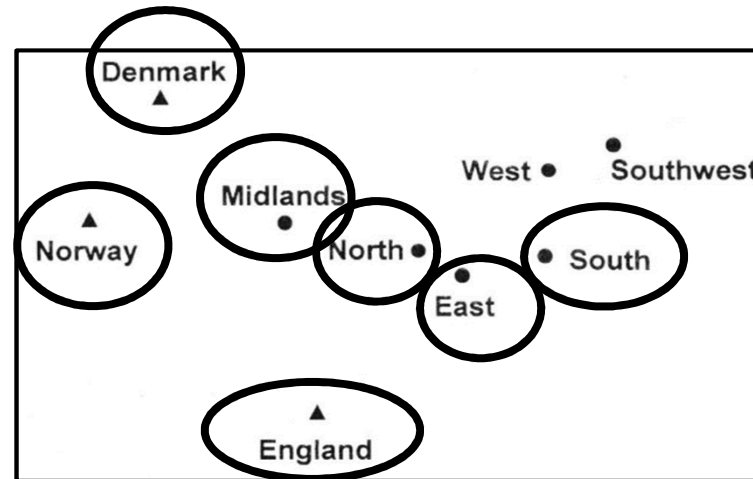 Denmark
West
Southwest
Midlands
Norway
North
South
East
England